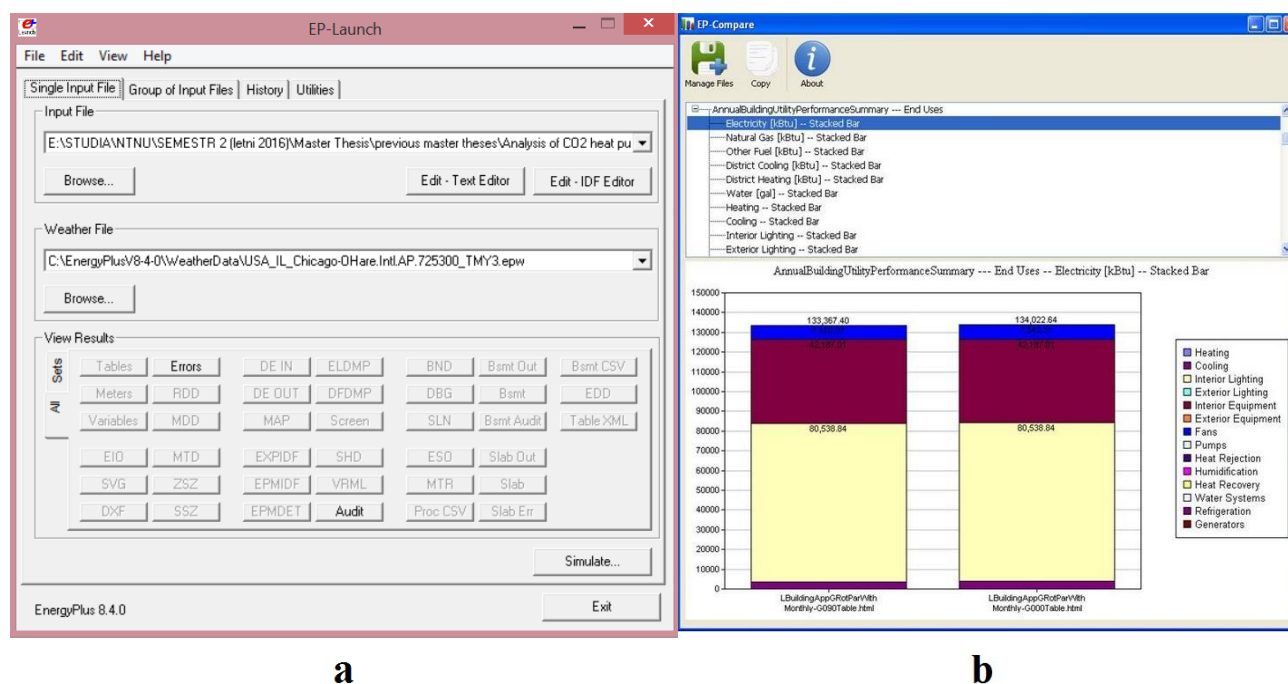 EP-Launch
File Edit View Help
Single Input File Group of Input Files History Utilities
Input File
E:\STUDIA\NTNU\SEMESTR 2 (letni 2016)\Master Thesis\previous master theses\Analysis of CO2 heat pu
Browse... Edit - Text Editor Edit - IDF Editor
Weather File
C:\EnergyPlusV8-4-0\WeatherData\USA_IL_Chicago-OHare.Intl.AP.725300_TMY3.epw
Browse...
View Results
Sets
All
Tables Errors DE IN ELDMP BND Bsmt Out Bsmt CSV
Meters RDD DE OUT DFDMP DBG Bsmt EDD
Variables MDD MAP Screen SLN Bsmt Audit Table XML
EIO MTD EXPIDF SHD ESO Slab Out
SVG ZSZ EPMIDF VRML MTR Slab
DXF SSZ EPMDET Audit Proc CSV Slab Err
Simulate...
EnergyPlus 8.4.0 Exit
a
EP-Compare
Manage Files Copy About
AnnualBuildingUtilityPerformanceSummary --- End Uses
Electricity [kBtu] -- Stacked Bar
Natural Gas [kBtu] -- Stacked Bar
Other Fuel [kBtu] -- Stacked Bar
District Cooling [kBtu] -- Stacked Bar
District Heating [kBtu] -- Stacked Bar
Water [gal] -- Stacked Bar
Heating -- Stacked Bar
Cooling -- Stacked Bar
Interior Lighting -- Stacked Bar
Exterior Lighting -- Stacked Bar
AnnualBuildingUtilityPerformanceSummary --- End Uses -- Electricity [kBtu] -- Stacked Bar
150000
140000
130000
120000
110000
100000
90000
80000
70000
60000
50000
40000
30000
20000
10000
0
133,367.40 134,022.64
80,538.84 80,538.84
LBuildingAppGRotParWith
Monthly-G090Table.html
LBuildingAppGRotParWith
Monthly-G000Table.html
Heating
Cooling
Interior Lighting
Exterior Lighting
Interior Equipment
Exterior Equipment
Fans
Pumps
Heat Rejection
Humidification
Heat Recovery
Water Systems
Refrigeration
Generators
b